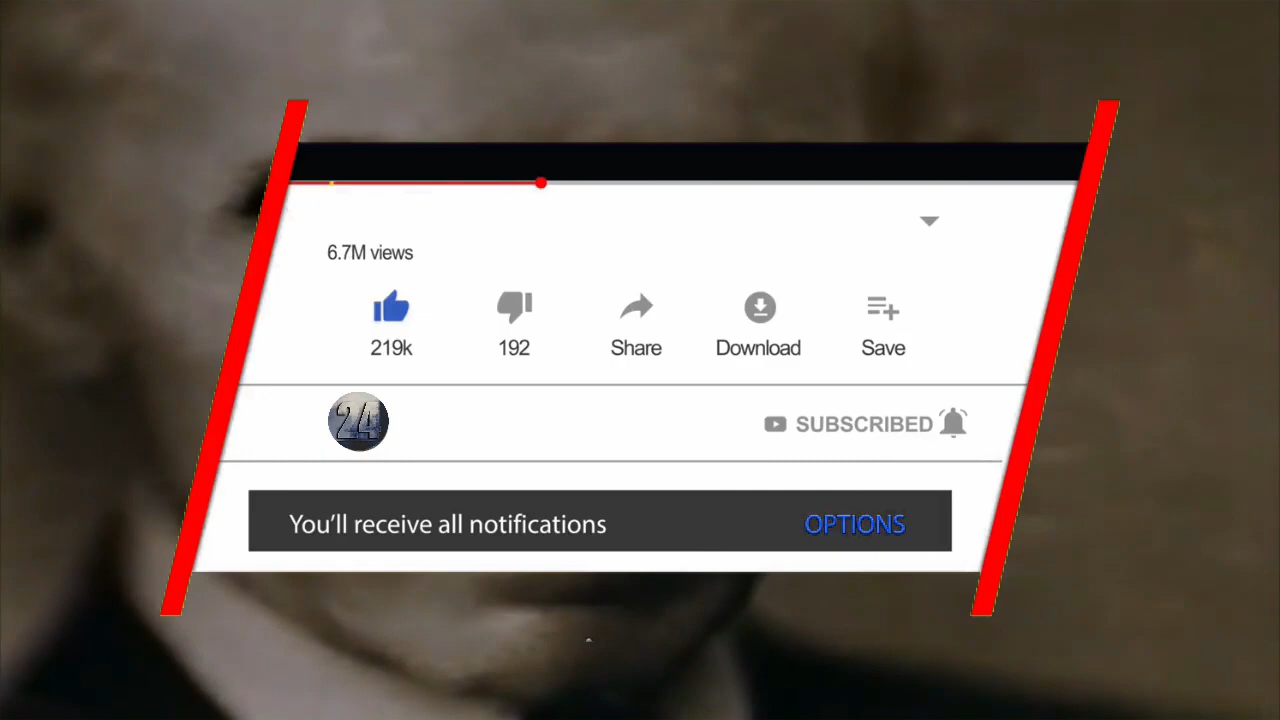 6.7M views
219k 192 Share Download Save
24 SUBSCRIBED
You'll receive all notifications OPTIONS